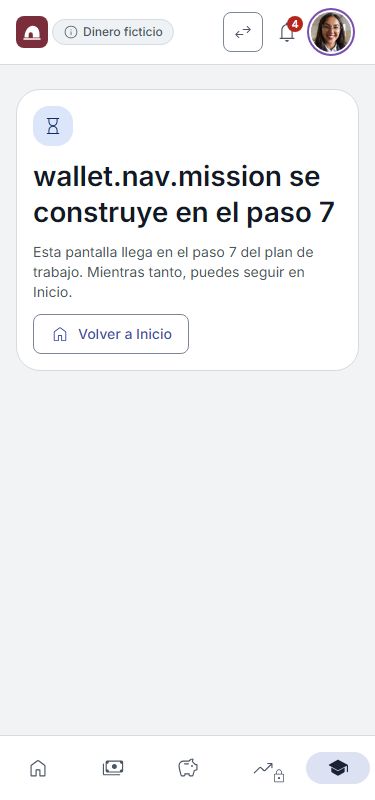 Dinero ficticio
4
wallet.nav.mission se
construye en el paso 7
Esta pantalla llega en el paso 7 del plan de
trabajo. Mientras tanto, puedes seguir en
Inicio.
Volver a Inicio